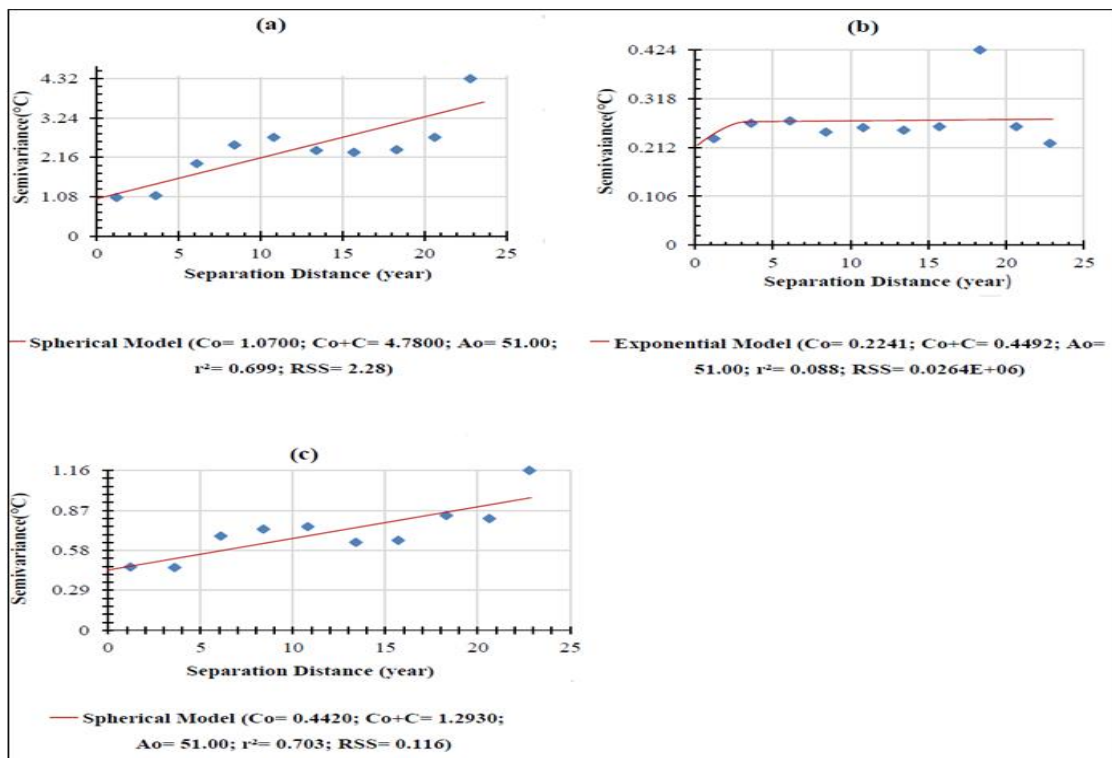 (a)
4.32
3.24
2.16
1.08
0
Semivariance(°C)
0 5 10 15 20 25
Separation Distance (year)
Spherical Model (Co= 1.0700; Co+C= 4.7800; Ao= 51.00;
r²= 0.699; RSS= 2.28)
(b)
0.424
0.318
0.212
0.106
0
Semivaiance(°C)
0 5 10 15 20 25
Separation Distance (year)
Exponential Model (Co= 0.2241; Co+C= 0.4492; Ao=
51.00; r²= 0.088; RSS= 0.0264E+06)
(c)
1.16
0.87
0.58
0.29
0
Semivariance(°C)
0 5 10 15 20 25
Separation Distance (year)
Spherical Model (Co= 0.4420; Co+C= 1.2930;
Ao= 51.00; r²= 0.703; RSS= 0.116)